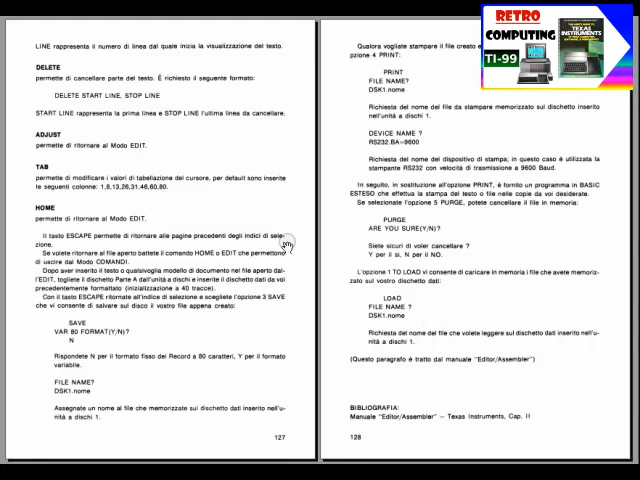 LINE rappresenta il numero di linea dal quale inizia la visualizzazione del testo.
DELETE
permette di cancellare parte del testo. É richiesto il seguente formato:
DELETE START LINE, STOP LINE
START LINE rappresenta la prima linea e STOP LINE l'ultima linea da cancellare.
ADJUST
permette di ritornare al Modo EDIT.
TAB
permette di modificare i valori di tabellazione del cursore, per default sono inserite
le seguenti colonne: 1,8,13,26,31,46,60,80.
HOME
permette di ritornare al Modo EDIT.
Il tasto ESCAPE permette di ritornare alle pagine precedenti degli indici di sele-
zione.
Se volete ritornare al file aperto battete il comando HOME o EDIT che permettono
di uscire dal Modo COMANDI.
Dopo aver inserito il testo o qualsivoglia modello di documento nel file aperto dal-
l'EDIT, togliete il dischetto Parte A dall'unità a dischi e inserite il dischetto dati da voi
precedentemente formattato (inizializzazione a 40 tracce).
Con il tasto ESCAPE ritornate all'indice di selezione e scegliete l'opzione 3 SAVE
che vi consente di salvare sul disco il vostro file appena creato:
SAVE
VAR 80 FORMAT(Y/N)?
N
Rispondete N per il formato fisso dei Record a 80 caratteri, Y per il formato
variabile.
FILE NAME?
DSK1.nome
Assegnate un nome al file che memorizzate sul dischetto dati inserito nell'u-
nità a dischi 1.
127
Qualora vogliate stampare il file creato e
pzione 4 PRINT:
PRINT
FILE NAME?
DSK1.nome
Richiesta del nome del file da stampare memorizzato sul dischetto inserito
nell'unità a dischi 1.
DEVICE NAME ?
RS232.BA=9600
Richiesta del nome del dispositivo di stampa; in questo caso è utilizzata la
stampante RS232 con velocità di trasmissione a 9600 Baud.
In seguito, in sostituzione all'opzione PRINT, è fornito un programma in BASIC
ESTESO che effettua la stampa del testo o file nelle copie da voi desiderate.
Se selezionate l'opzione 5 PURGE, potete cancellare il file in memoria:
PURGE
ARE YOU SURE(Y/N)?
Siete sicuri di voler cancellare ?
Y per il si, N per il NO.
L'opzione 1 TO LOAD vi consente di caricare in memoria i file che avete memoriz-
zato sul vostro dischetto dati:
LOAD
FILE NAME ?
DSK1.nome
Richiesta del nome del file che volete leggere sul dischetto dati inserito nell'u-
nità a dischi 1.
(Questo paragrafo é tratto dal manuale "Editor/Assembler")
BIBLIOGRAFIA:
Manuale "Editor/Assembler" – Texas Instruments, Cap. II
128
RETRO
COMPUTING
TI-99
TEXAS
INSTRUMENTS